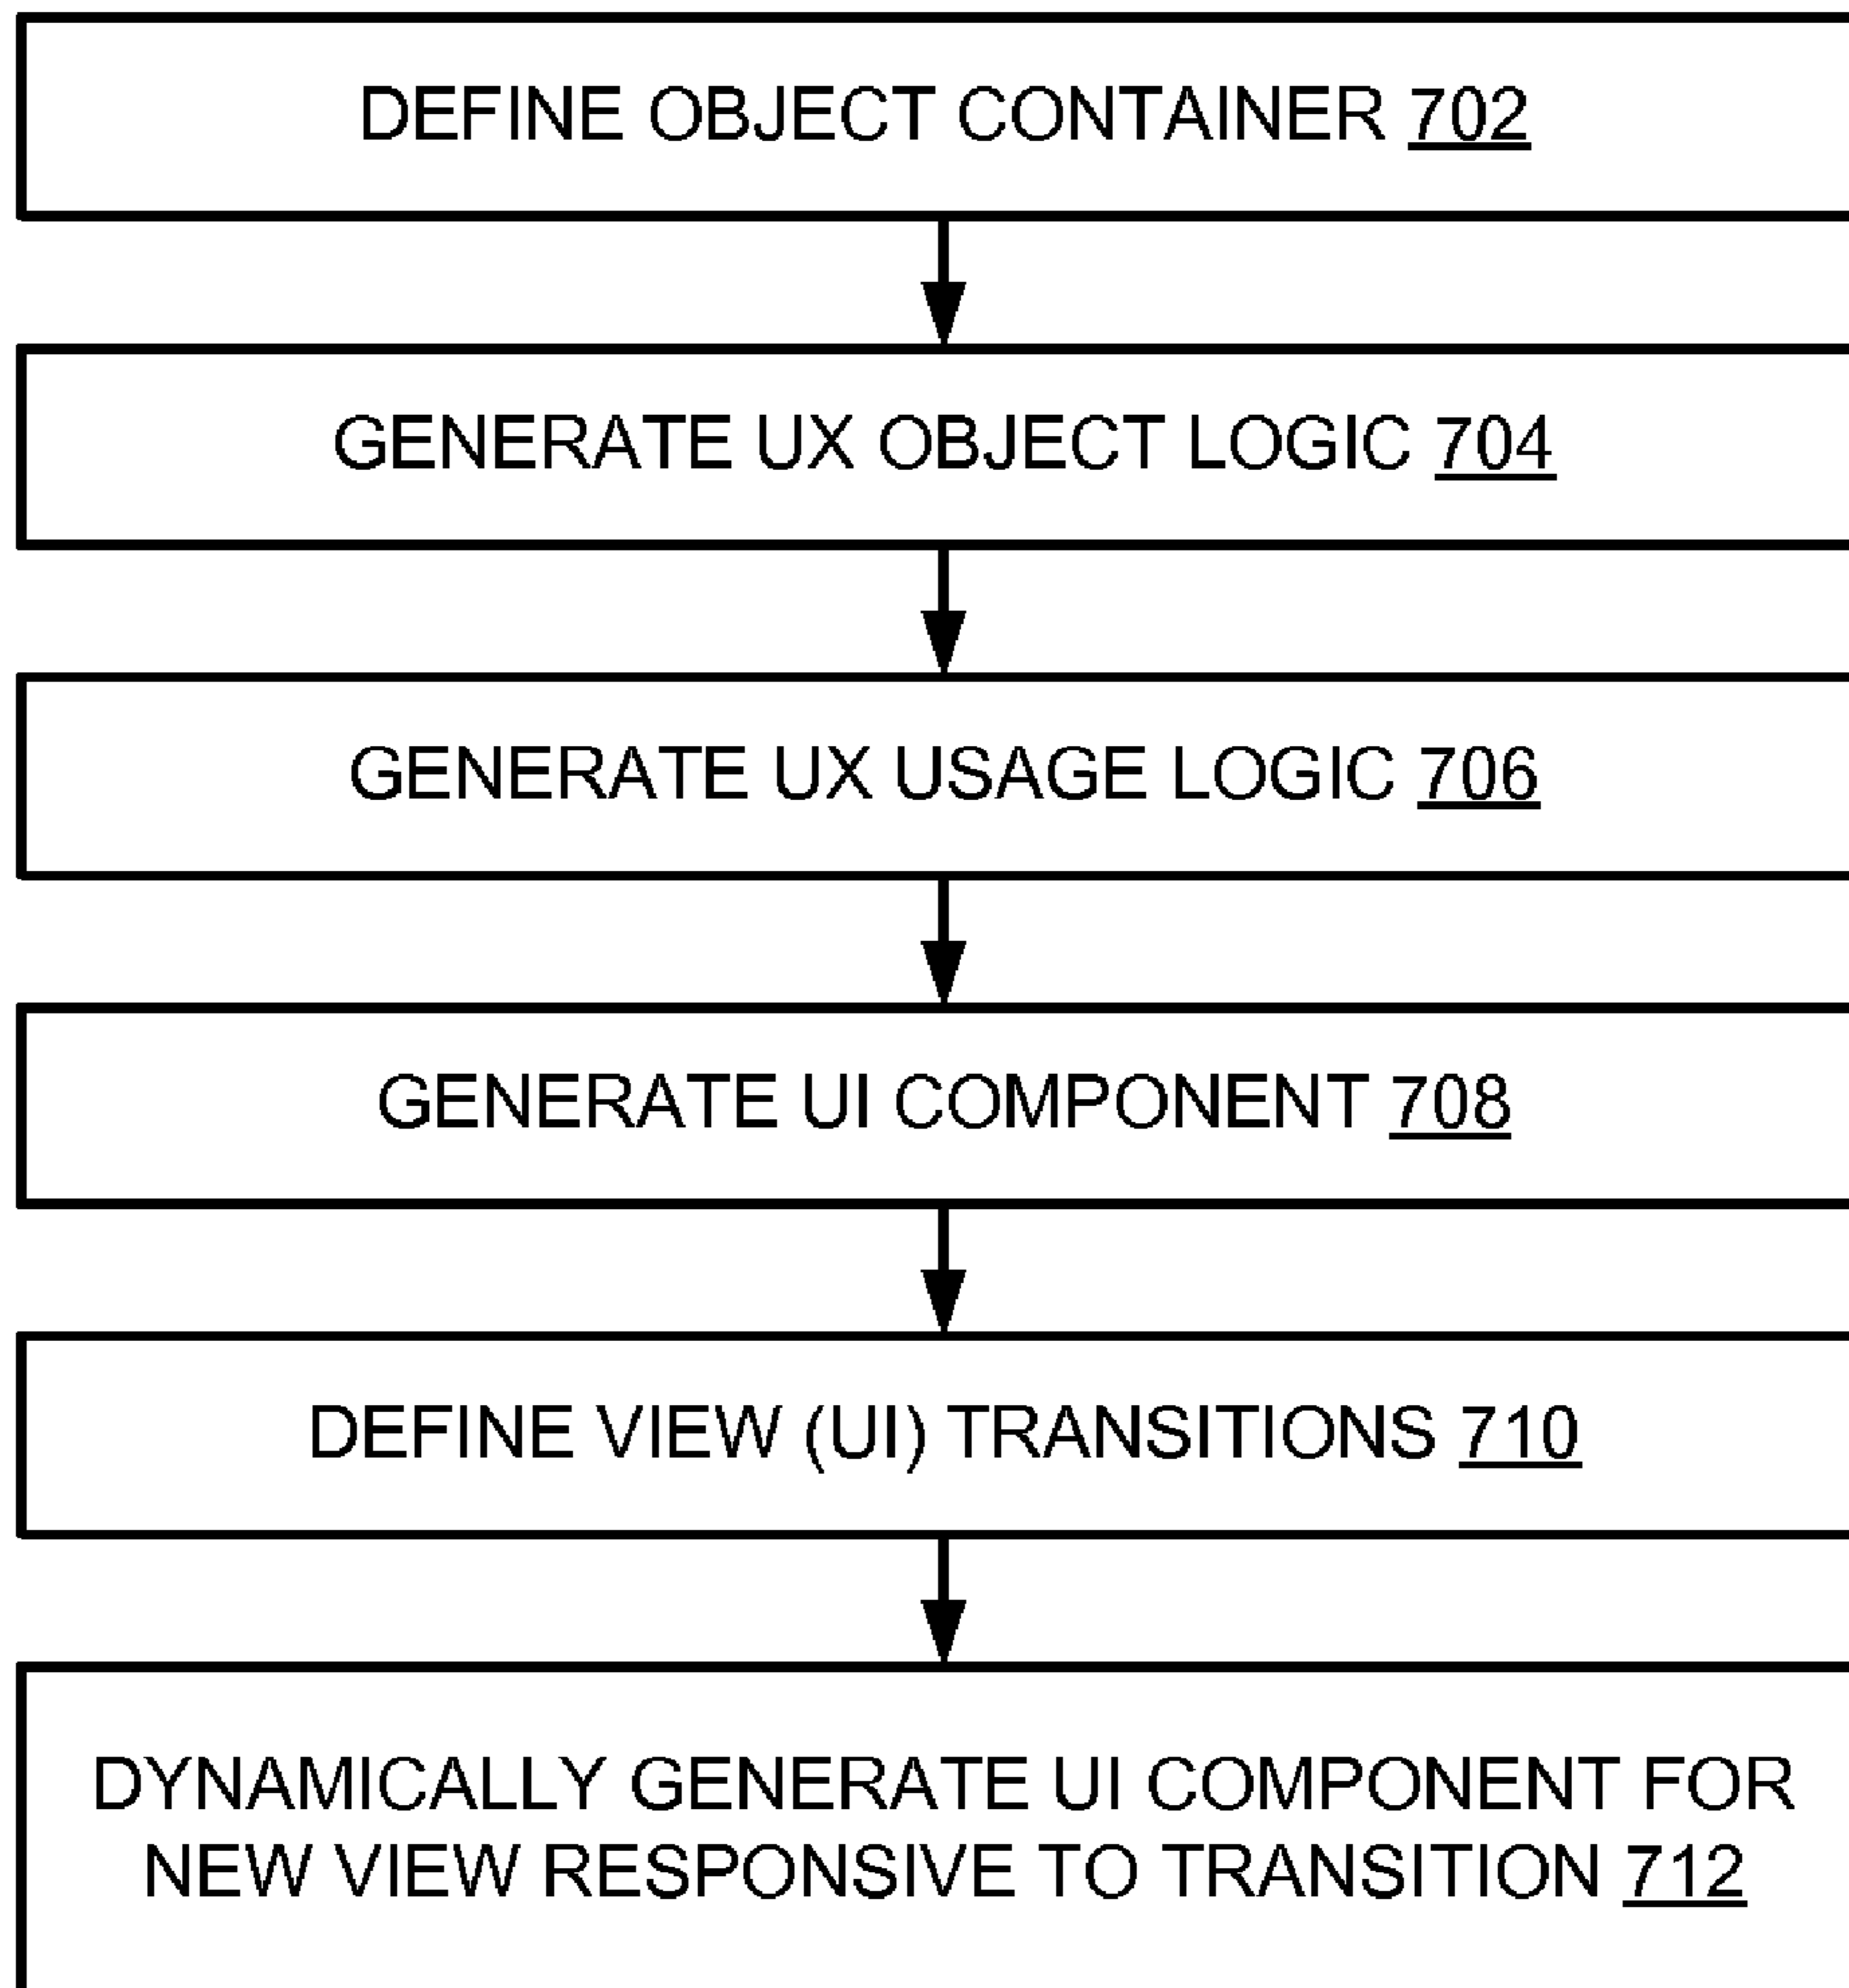 DEFINE OBJECT CONTAINER 702
GENERATE UX OBJECT LOGIC 704
GENERATE UX USAGE LOGIC 706
GENERATE UI COMPONENT 708
DEFINE VIEW (UI) TRANSITIONS 710
DYNAMICALLY GENERATE UI COMPONENT FOR
NEW VIEW RESPONSIVE TO TRANSITION 712